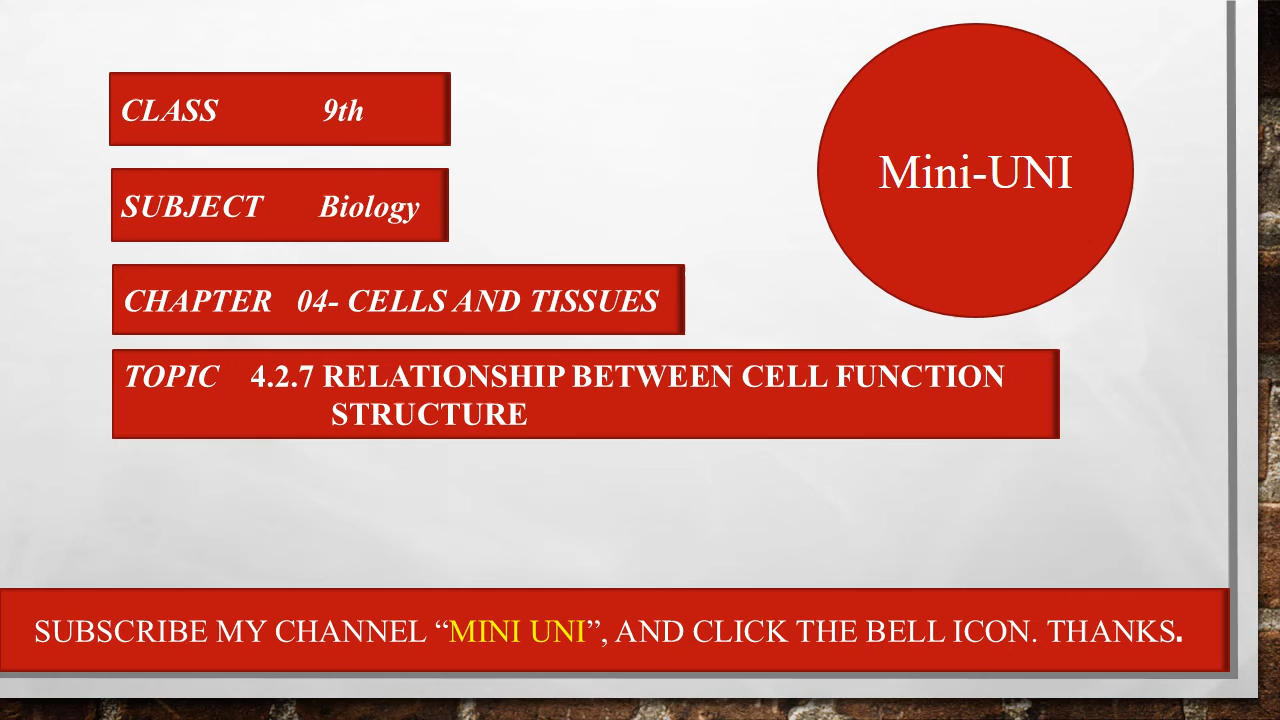 CLASS 9th
Mini-UNI
SUBJECT Biology
CHAPTER 04- CELLS AND TISSUES
TOPIC 4.2.7 RELATIONSHIP BETWEEN CELL FUNCTION
STRUCTURE
SUBSCRIBE MY CHANNEL “MINI UNI”, AND CLICK THE BELL ICON. THANKS.